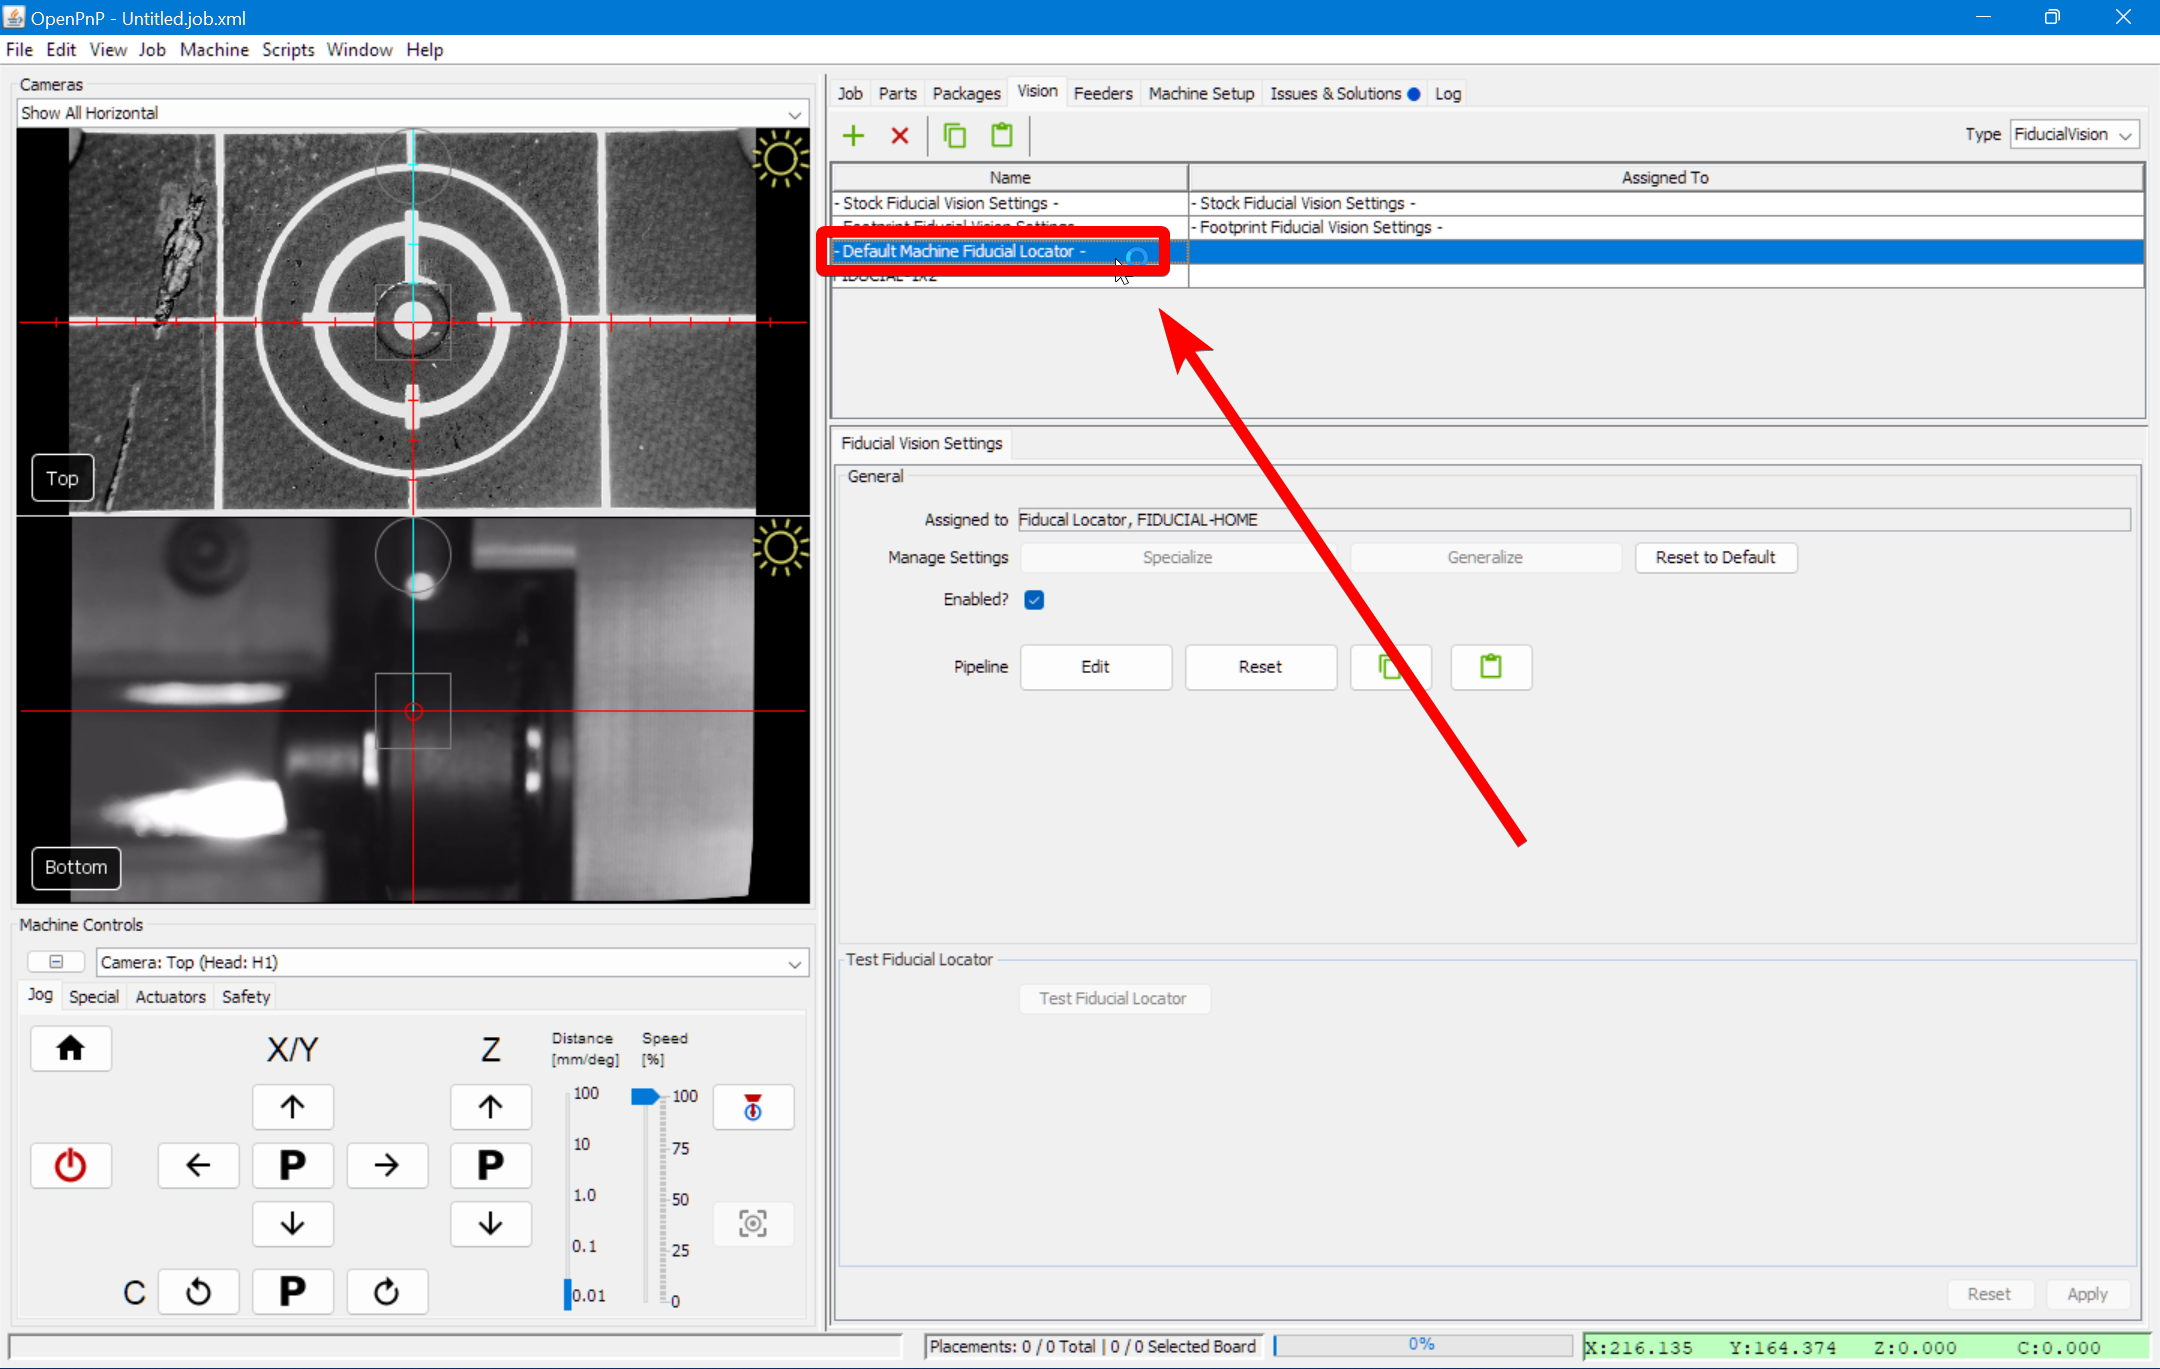 OpenPnP - Untitled.job.xml
File Edit View Job Machine Scripts Window Help
Cameras
Show All Horizontal
Top
Bottom
Machine Controls
Camera: Top (Head: H1)
Jog Special Actuators Safety
X/Y Z
Distance [mm/deg]
Speed [%]
100
10
1.0
0.1
0.01
100
75
50
25
0
P P
C P
Job Parts Packages Vision Feeders Machine Setup Issues & Solutions Log
Type FiducialVision
Name Assigned To
- Stock Fiducial Vision Settings - - Stock Fiducial Vision Settings -
- Footprint Fiducial Vision Settings - - Footprint Fiducial Vision Settings -
- Default Machine Fiducial Locator -
FIDUCIAL-1X2
Fiducial Vision Settings
General
Assigned to Fiducal Locator, FIDUCIAL-HOME
Manage Settings Specialize Generalize Reset to Default
Enabled?
Pipeline Edit Reset
Test Fiducial Locator
Test Fiducial Locator
Reset Apply
Placements: 0 / 0 Total | 0 / 0 Selected Board 0% X:216.135 Y:164.374 Z:0.000 C:0.000